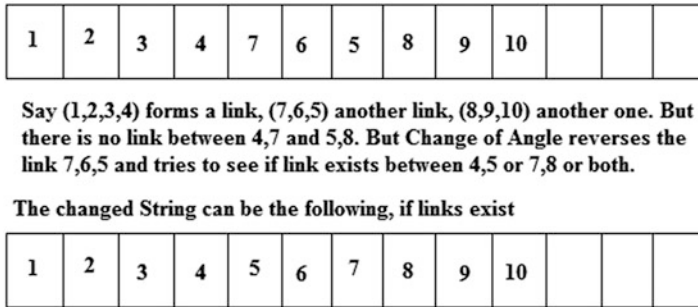 1 2 3 4 7 6 5 8 9 10
Say (1,2,3,4) forms a link, (7,6,5) another link, (8,9,10) another one. But
there is no link between 4,7 and 5,8. But Change of Angle reverses the
link 7,6,5 and tries to see if link exists between 4,5 or 7,8 or both.
The changed String can be the following, if links exist
1 2 3 4 5 6 7 8 9 10